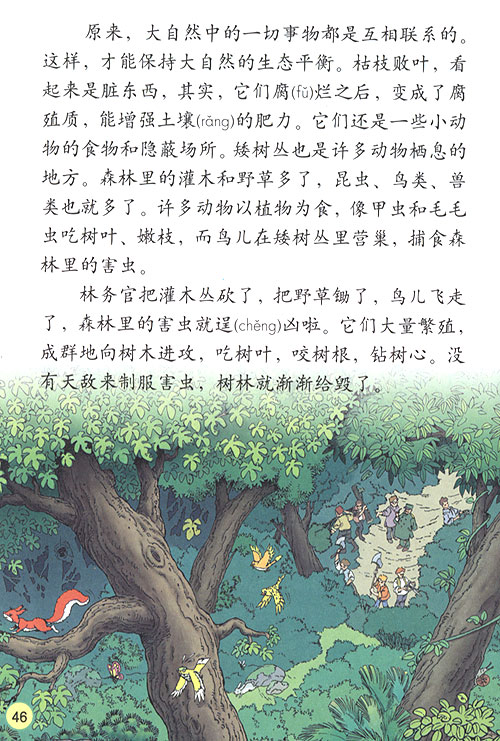 原来，大自然中的一切事物都是互相联系的。
这样，才能保持大自然的生态平衡。枯枝败叶，看
起来是脏东西，其实，它们腐(fǔ)烂之后，变成了腐
殖质，能增强土壤(rǎng)的肥力。它们还是一些小动
物的食物和隐蔽场所。矮树丛也是许多动物栖息的
地方。森林里的灌木和野草多了，昆虫、鸟类、兽
类也就多了。许多动物以植物为食，像甲虫和毛毛
虫吃树叶、嫩枝，而鸟儿在矮树丛里营巢，捕食森
林里的害虫。
林务官把灌木丛砍了，把野草锄了，鸟儿飞走
了，森林里的害虫就逞(chěng)凶啦。它们大量繁殖，
成群地向树木进攻，吃树叶，咬树根，钻树心。没
有天敌来制服害虫，树林就渐渐给毁了。
46